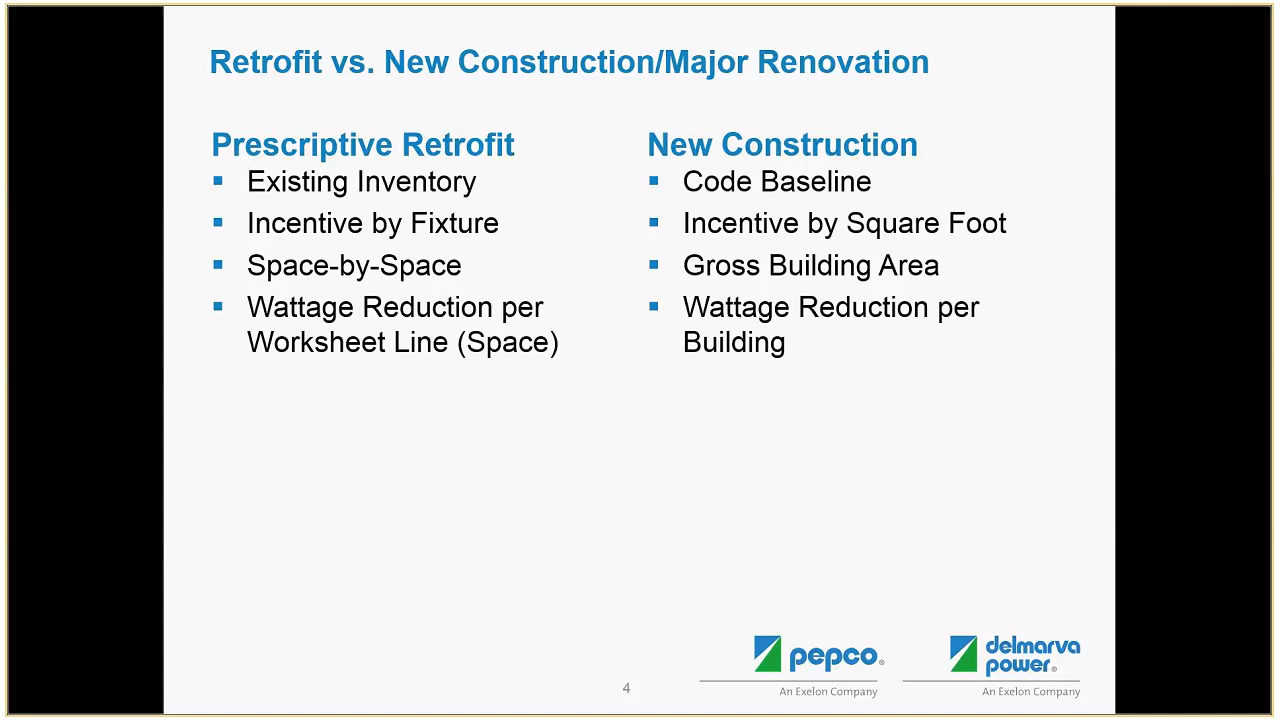 Retrofit vs. New Construction/Major Renovation
Prescriptive Retrofit
Existing Inventory
Incentive by Fixture
Space-by-Space
Wattage Reduction per
Worksheet Line (Space)
New Construction
Code Baseline
Incentive by Square Foot
Gross Building Area
Wattage Reduction per
Building
pepco®
An Exelon Company
delmarva
power®
An Exelon Company
4